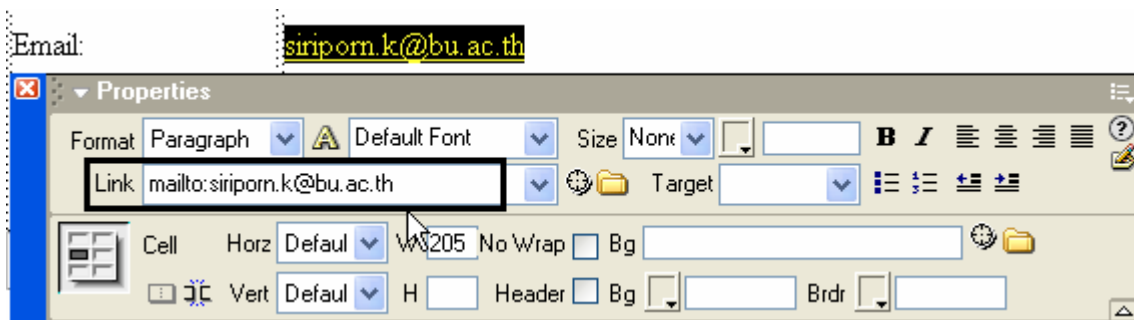 Email: siriporn.k@bu.ac.th
Properties
Format Paragraph Default Font Size None B I
Link mailto:siriporn.k@bu.ac.th Target
Cell Horz Defaul W 205 No Wrap Bg
Vert Defaul H Header Bg Brdr